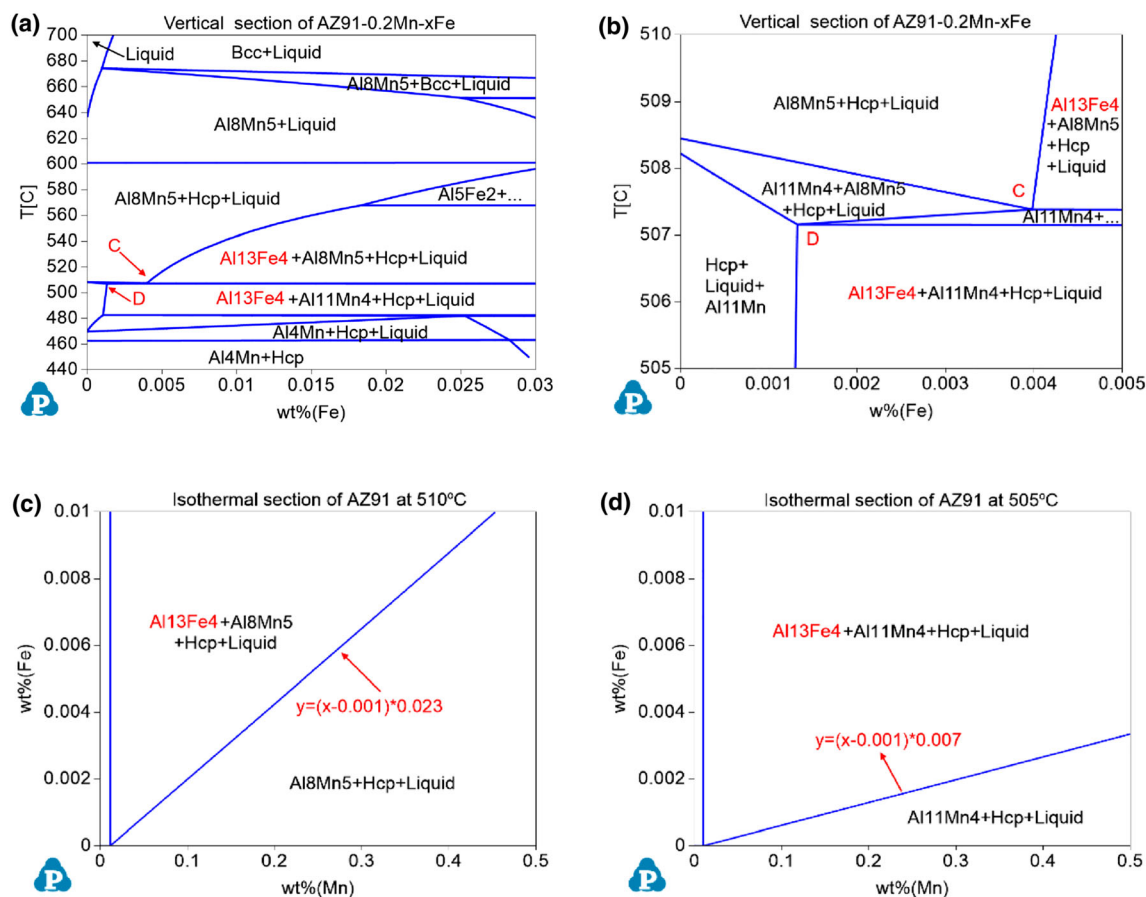 (a)
Vertical section of AZ91-0.2Mn-xFe
700
680
660
640
620
600
580
560
540
520
500
480
460
440
T[C]
Liquid
Bcc+Liquid
Al8Mn5+Bcc+Liquid
Al8Mn5+Liquid
Al8Mn5+Hcp+Liquid
Al5Fe2+...
C
Al13Fe4+Al8Mn5+Hcp+Liquid
D
Al13Fe4+Al11Mn4+Hcp+Liquid
Al4Mn+Hcp+Liquid
Al4Mn+Hcp
0 0.005 0.01 0.015 0.02 0.025 0.03
wt%(Fe)
P
(b)
Vertical section of AZ91-0.2Mn-xFe
510
509
508
507
506
505
T[C]
Al8Mn5+Hcp+Liquid
Al13Fe4
+Al8Mn5
+Hcp
+Liquid
Al11Mn4+Al8Mn5
+Hcp+Liquid
C
Al11Mn4+...
D
Hcp+
Liquid+
Al11Mn
Al13Fe4+Al11Mn4+Hcp+Liquid
0 0.001 0.002 0.003 0.004 0.005
w%(Fe)
P
(c)
Isothermal section of AZ91 at 510ºC
0.01
0.008
0.006
0.004
0.002
0
wt%(Fe)
Al13Fe4+Al8Mn5
+Hcp+Liquid
y=(x-0.001)*0.023
Al8Mn5+Hcp+Liquid
0 0.1 0.2 0.3 0.4 0.5
wt%(Mn)
P
(d)
Isothermal section of AZ91 at 505ºC
0.01
0.008
0.006
0.004
0.002
0
wt%(Fe)
Al13Fe4+Al11Mn4+Hcp+Liquid
y=(x-0.001)*0.007
Al11Mn4+Hcp+Liquid
0 0.1 0.2 0.3 0.4 0.5
wt%(Mn)
P